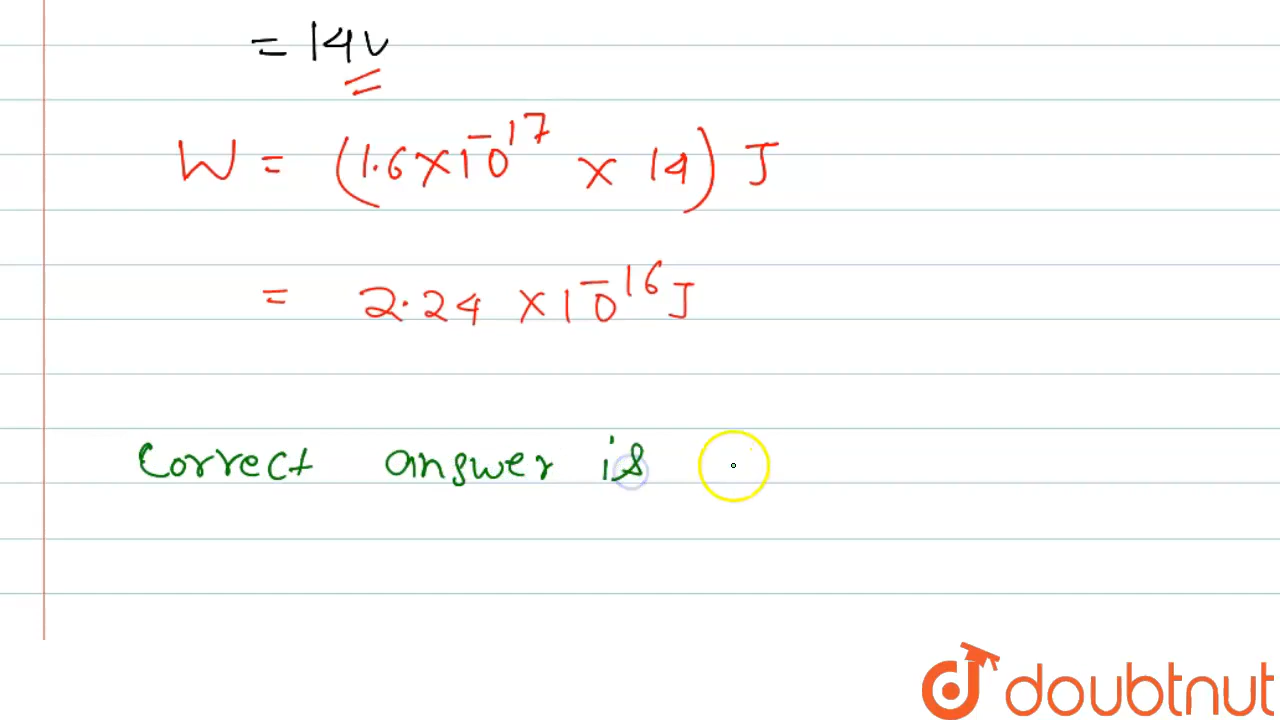 = 14V
W = (1.6×10⁻¹⁷ × 14) J
= 2.24 ×10⁻¹⁶ J
Correct answer is
doubtnut